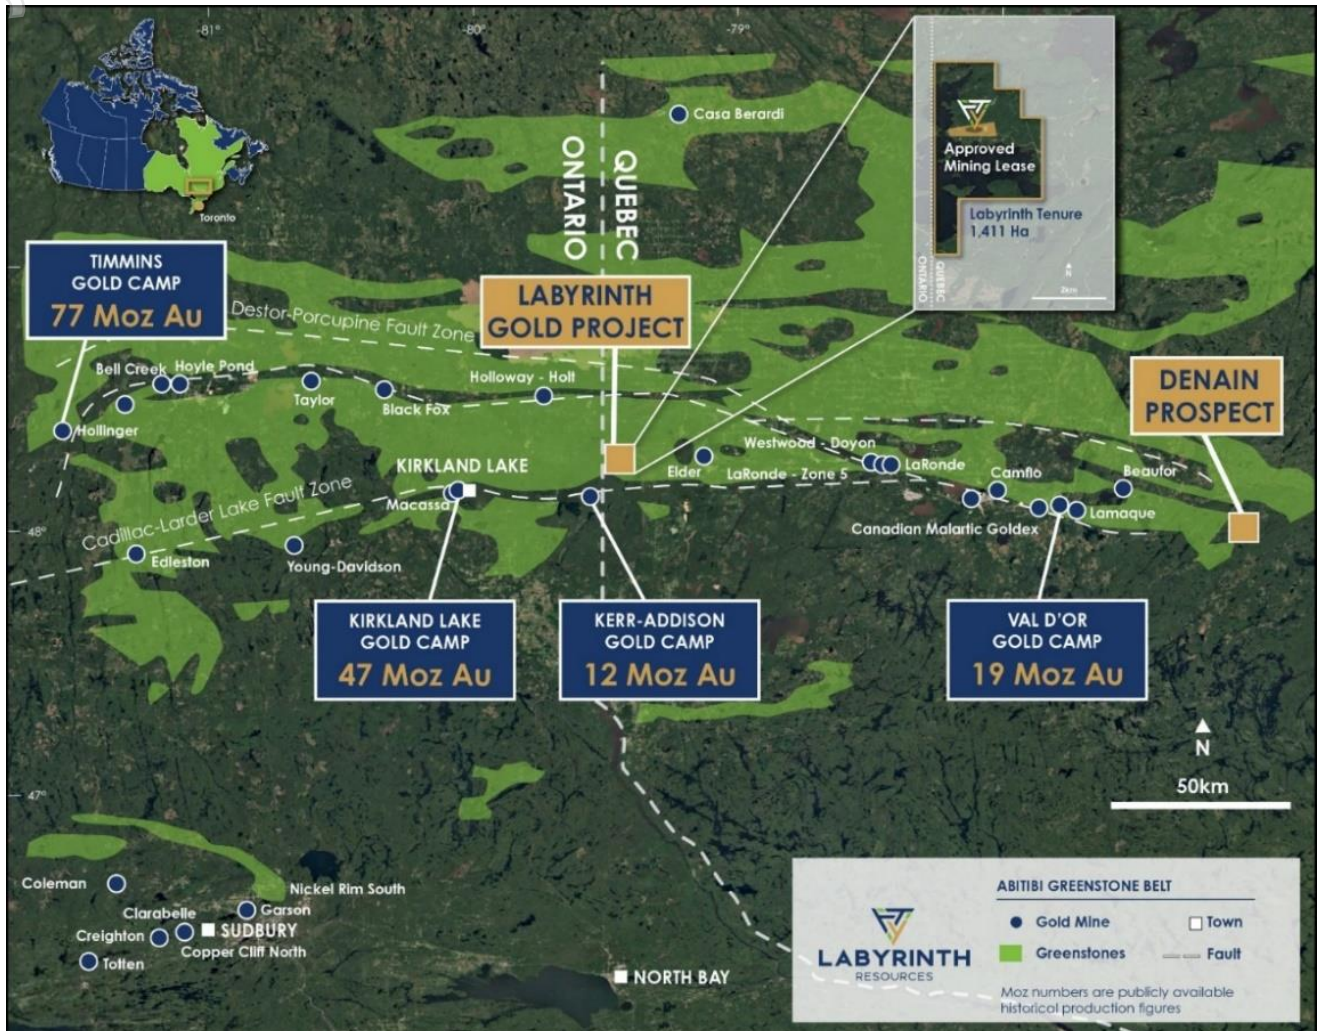 -81°
-80°
-79°
Casa Berardi
ONTARIO
QUEBEC
Approved
Mining Lease
Labyrinth Tenure
1,411 Ha
ONTARIO
QUEBEC
N
2km
Toronto
TIMMINS
GOLD CAMP
77 Moz Au
Destor-Porcupine Fault Zone
LABYRINTH
GOLD PROJECT
DENAIN
PROSPECT
Bell Creek
Hoyle Pond
Taylor
Black Fox
Holloway - Holt
Hollinger
KIRKLAND LAKE
Macassa
Elder
Westwood - Doyon
LaRonde - Zone 5
LaRonde
Camflo
Beaufor
Canadian Malartic
Goldex
Lamaque
Cadillac-Larder Lake Fault Zone
48°
Edleston
Young-Davidson
KIRKLAND LAKE
GOLD CAMP
47 Moz Au
KERR-ADDISON
GOLD CAMP
12 Moz Au
VAL D'OR
GOLD CAMP
19 Moz Au
N
50km
47°
Coleman
Nickel Rim South
Clarabelle
Garson
Creighton
SUDBURY
Copper Cliff North
Totten
NORTH BAY
LABYRINTH
RESOURCES
ABITIBI GREENSTONE BELT
Gold Mine
Town
Greenstones
Fault
Moz numbers are publicly available
historical production figures